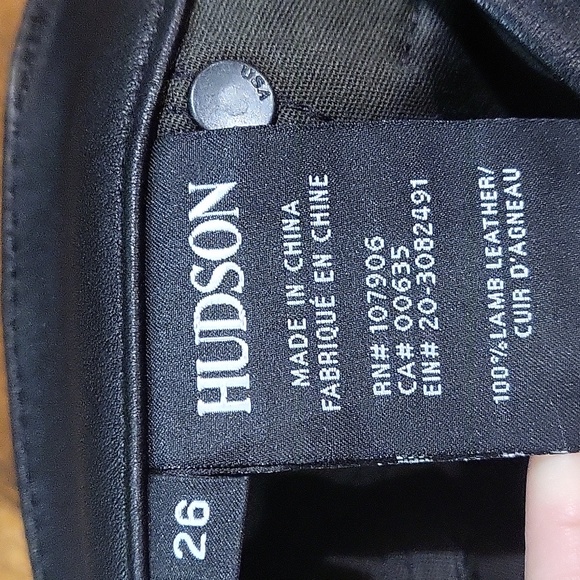 USA
HUDSON
MADE IN CHINA
FABRIQUÉ EN CHINE
RN# 107906
CA# 00635
EIN# 20-3082491
100%LAMB LEATHER/
CUIR D'AGNEAU
26